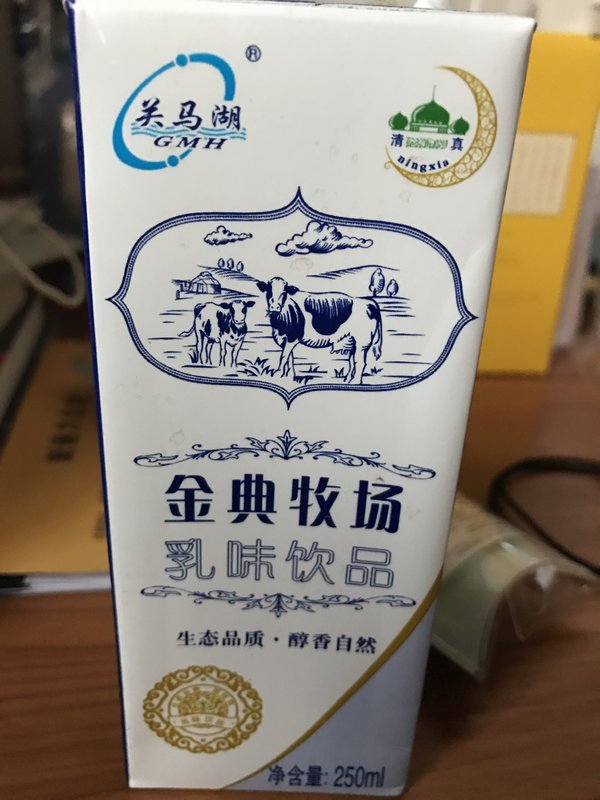 ®
关马湖
GMH
清 真
ningxia
金典牧场
乳味饮品
生态品质·醇香自然
净含量: 250ml